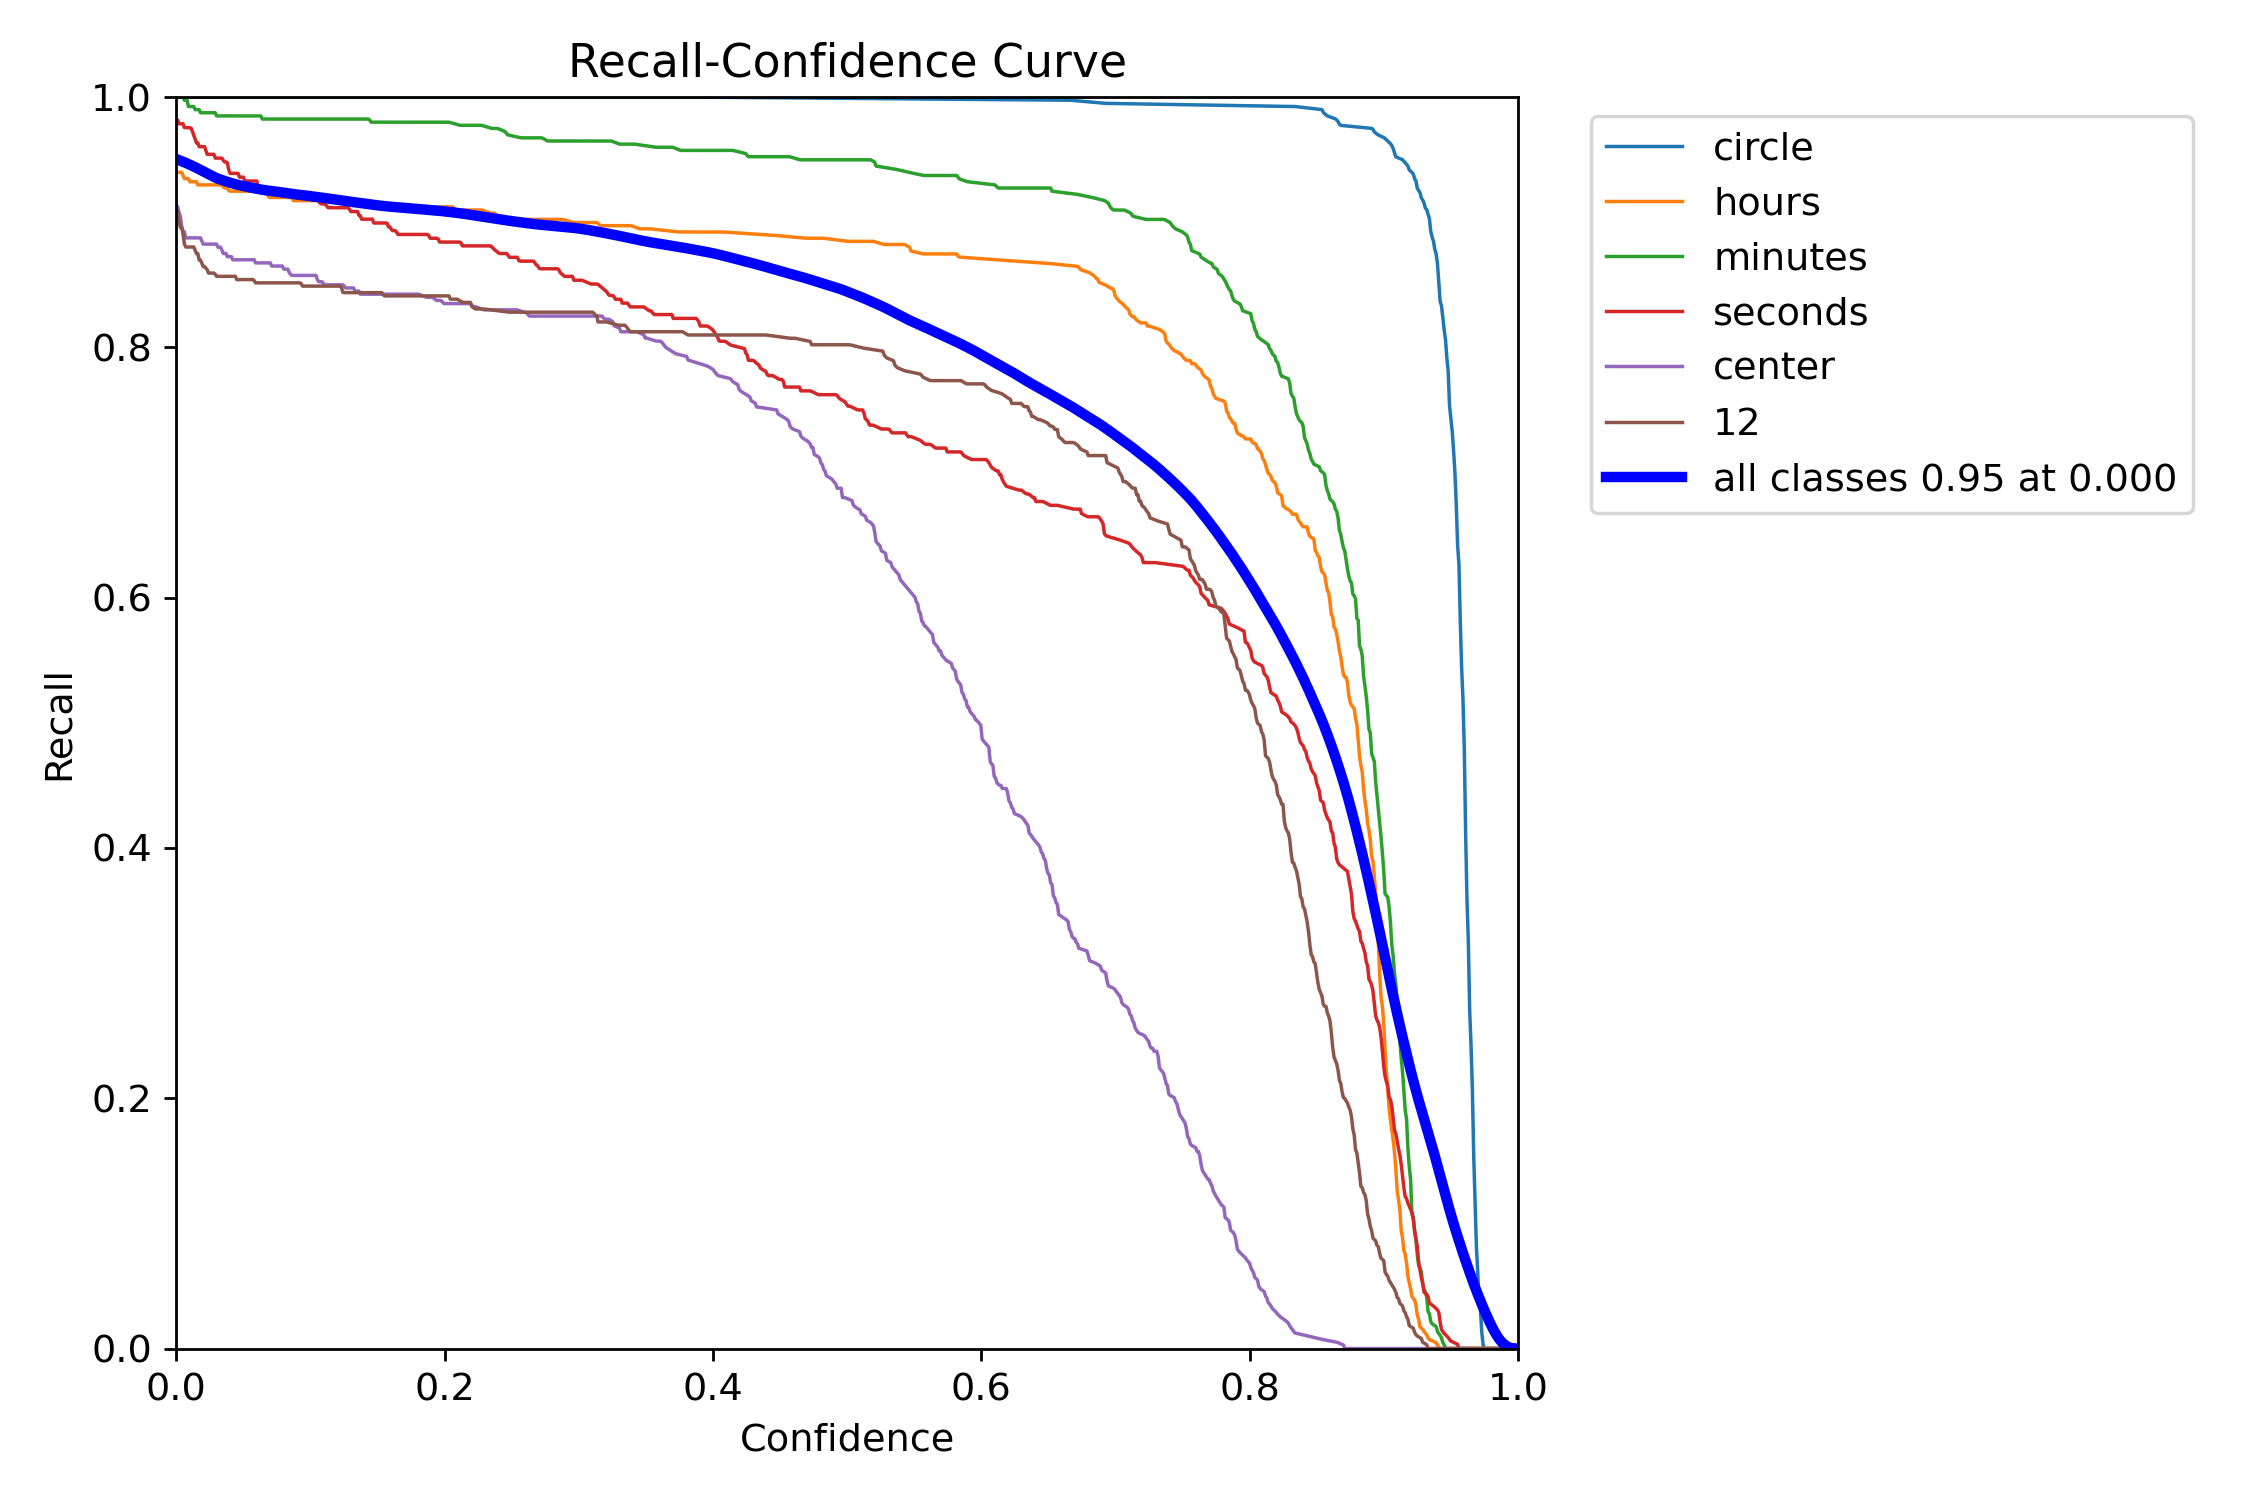 Recall-Confidence Curve
1.0
0.8
0.6
0.4
0.2
0.0
Recall
0.0 0.2 0.4 0.6 0.8 1.0
Confidence
circle
hours
minutes
seconds
center
12
all classes 0.95 at 0.000